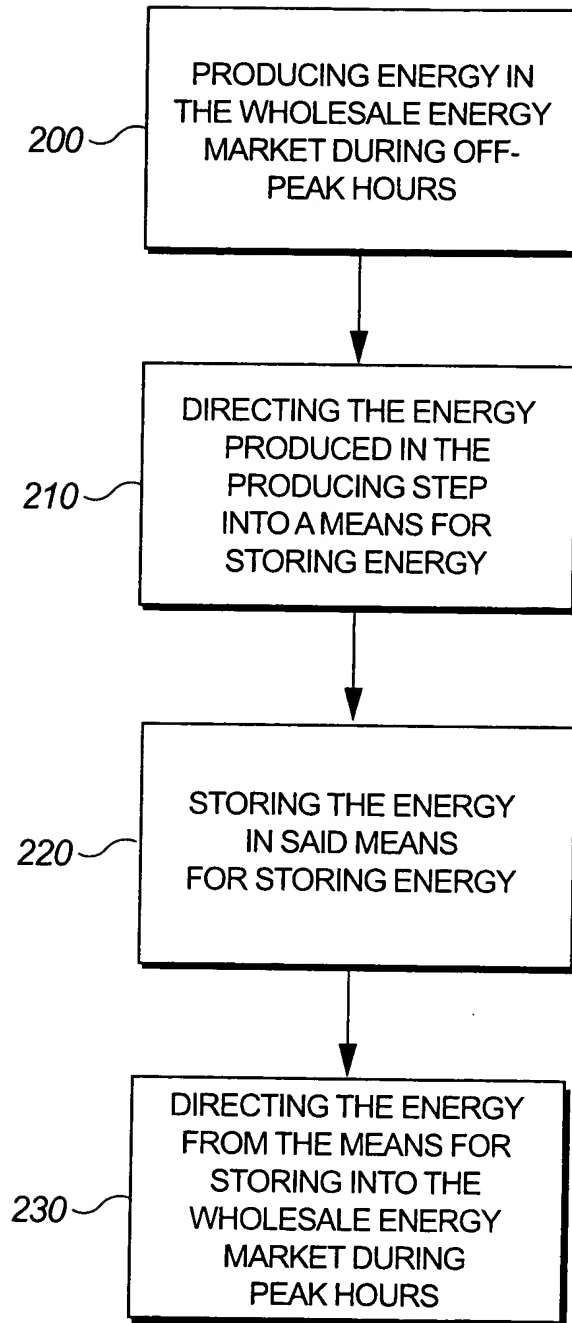 PRODUCING ENERGY IN
THE WHOLESALE ENERGY
200
MARKET DURING OFF-
PEAK HOURS
DIRECTING THE ENERGY
PRODUCED IN THE
210
PRODUCING STEP
INTO A MEANS FOR
STORING ENERGY
STORING THE ENERGY
220
IN SAID MEANS
FOR STORING ENERGY
DIRECTING THE ENERGY
FROM THE MEANS FOR
STORING INTO THE
230
WHOLESALE ENERGY
MARKET DURING
PEAK HOURS